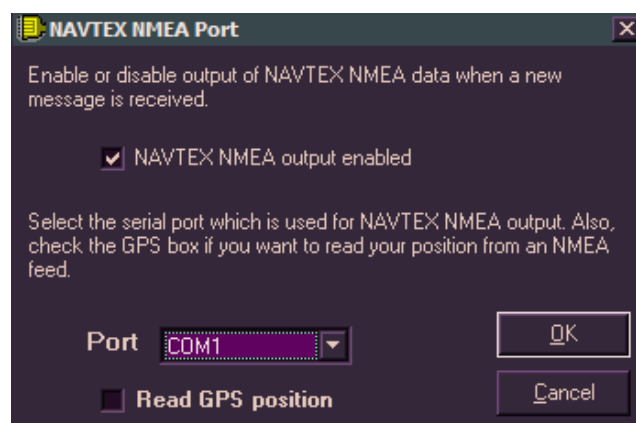 NAVTEX NMEA Port
Enable or disable output of NAVTEX NMEA data when a new
message is received.
NAVTEX NMEA output enabled
Select the serial port which is used for NAVTEX NMEA output. Also,
check the GPS box if you want to read your position from an NMEA
feed.
Port COM1
OK
Read GPS position
Cancel